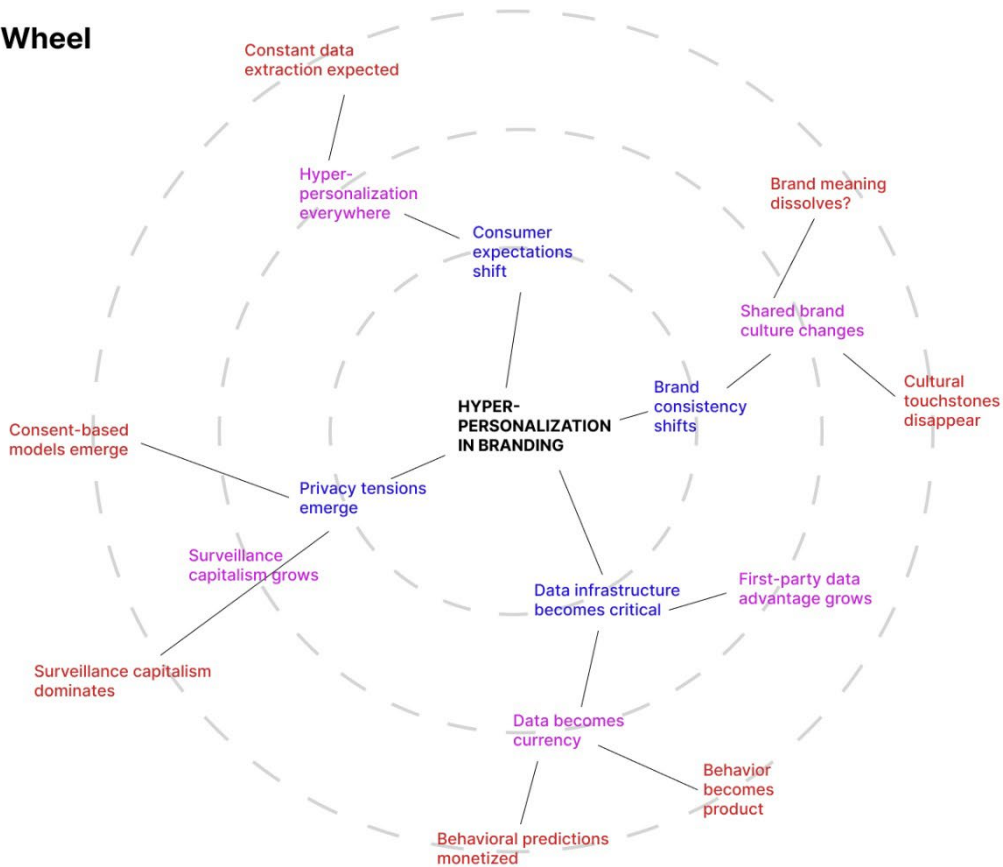 Wheel
Constant data
extraction expected
Hyper-
personalization
everywhere
Consumer
expectations
shift
Brand meaning
dissolves?
Shared brand
culture changes
Brand
consistency
shifts
Cultural
touchstones
disappear
HYPER-
PERSONALIZATION
IN BRANDING
Consent-based
models emerge
Privacy tensions
emerge
Surveillance
capitalism grows
Surveillance capitalism
dominates
Data infrastructure
becomes critical
First-party data
advantage grows
Data becomes
currency
Behavior
becomes
product
Behavioral predictions
monetized